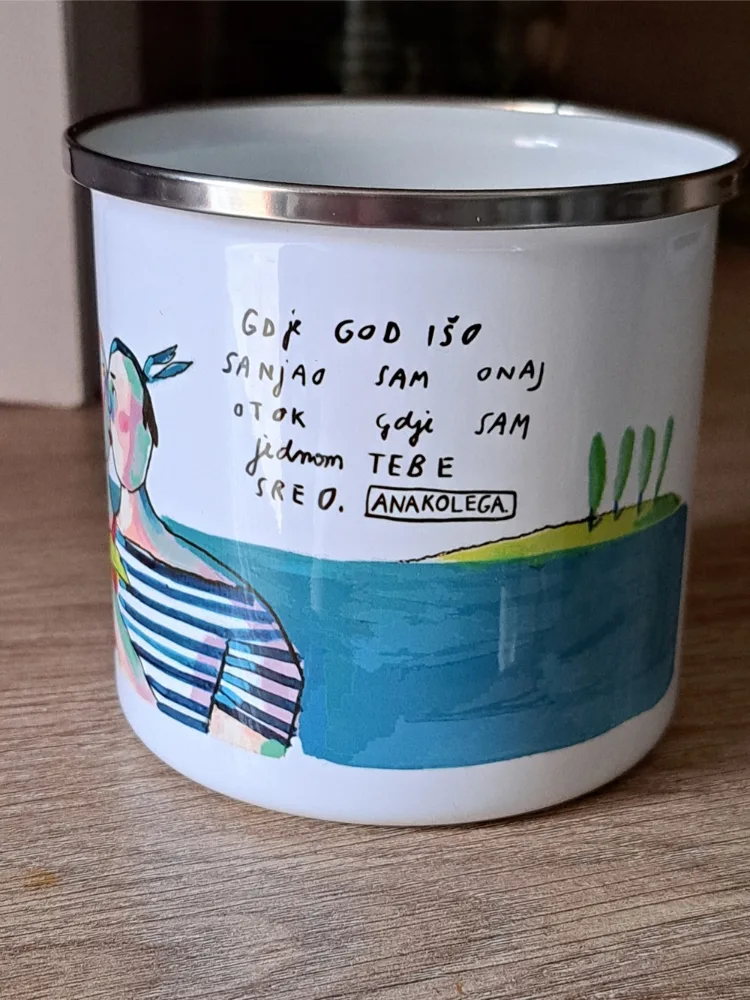 Gdje GOD IŠO
SANjAO SAM ONAJ
OTOK Gdje SAM
jednom TEBE
SREO. ANAKOLEGA.